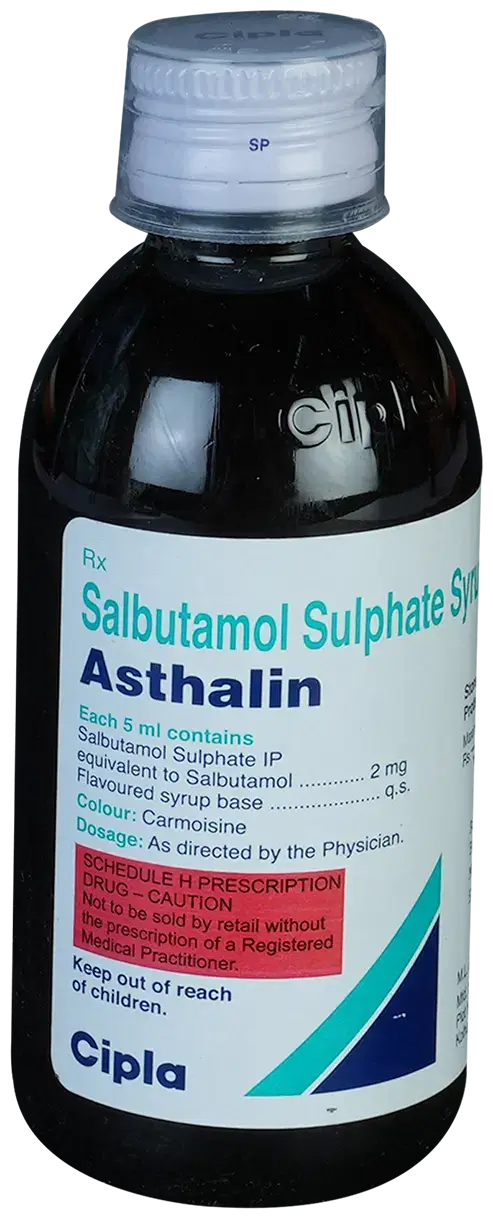 Cipla
SP
Cipla
Rx
Salbutamol Sulphate
Asthalin
Each 5 ml contains
Salbutamol Sulphate IP
equivalent to Salbutamol ............ 2 mg
Flavoured syrup base .................... q.s.
Colour: Carmoisine
Dosage: As directed by the Physician.
SCHEDULE H PRESCRIPTION
DRUG – CAUTION
Not to be sold by retail without
the prescription of a Registered
Medical Practitioner.
Keep out of reach
of children.
Cipla